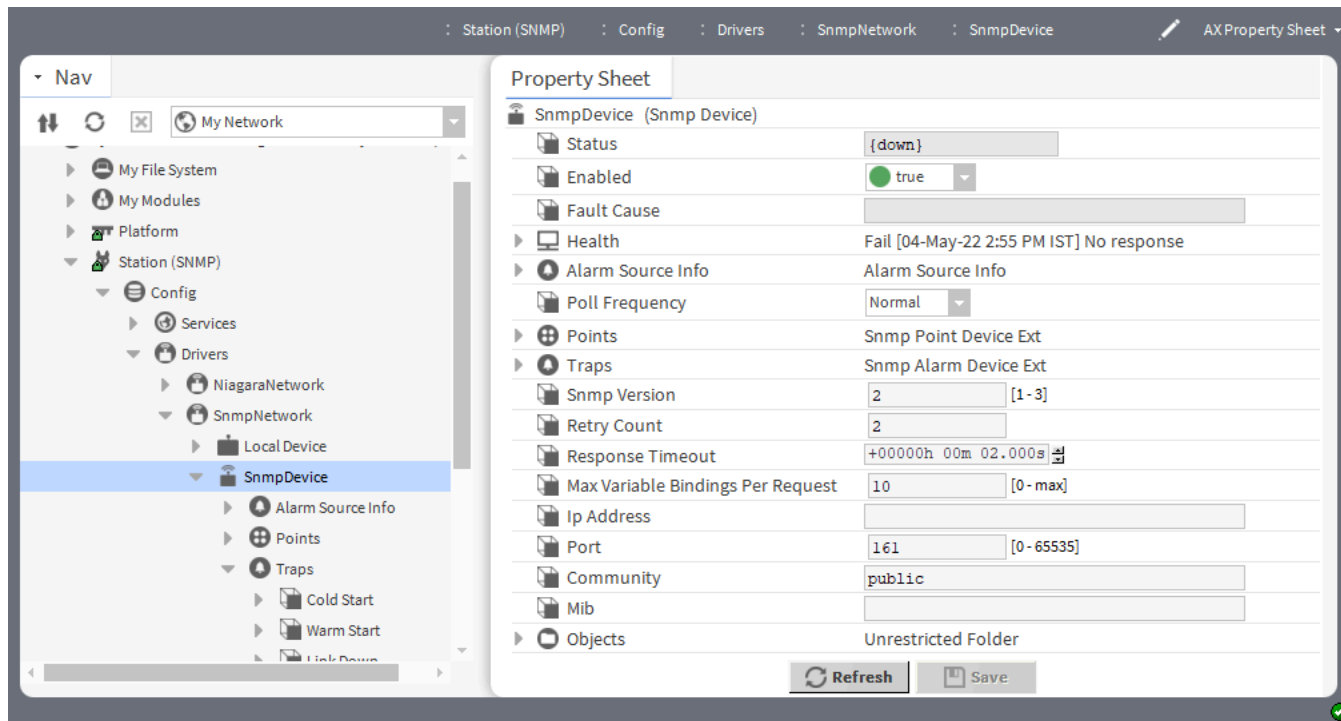 : Station (SNMP) : Config : Drivers : SnmpNetwork : SnmpDevice AX Property Sheet
Nav
My Network
My File System
My Modules
Platform
Station (SNMP)
Config
Services
Drivers
NiagaraNetwork
SnmpNetwork
Local Device
SnmpDevice
Alarm Source Info
Points
Traps
Cold Start
Warm Start
Link Down
Property Sheet
SnmpDevice (Snmp Device)
Status {down}
Enabled true
Fault Cause
Health Fail [04-May-22 2:55 PM IST] No response
Alarm Source Info Alarm Source Info
Poll Frequency Normal
Points Snmp Point Device Ext
Traps Snmp Alarm Device Ext
Snmp Version 2 [1 - 3]
Retry Count 2
Response Timeout +00000h 00m 02.000s
Max Variable Bindings Per Request 10 [0 - max]
Ip Address
Port 161 [0 - 65535]
Community public
Mib
Objects Unrestricted Folder
Refresh Save